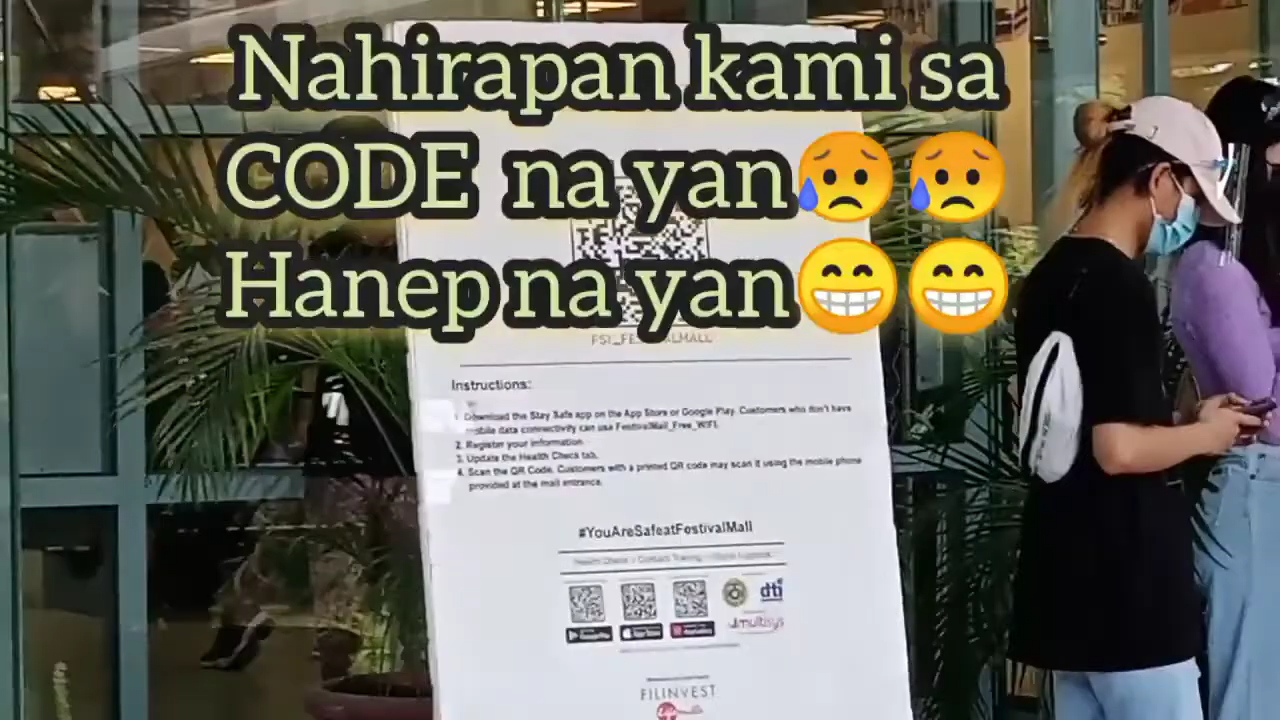 Nahirapan kami sa
CODE na yan😥😥
Hanep na yan😁😁
Instructions:
1. Download the Stay Safe app on the App Store or Google Play. Customers who don't have
mobile data connectivity can use FestivalMall_Free_WIFI.
2. Register your information
3. Update the Health Check tab.
4. Scan the QR Code. Customers with a printed QR code may scan it using the mobile phone
provided at the mall entrance.
#YouAreSafeatFestivalMall
dti
multisys
FILINVEST